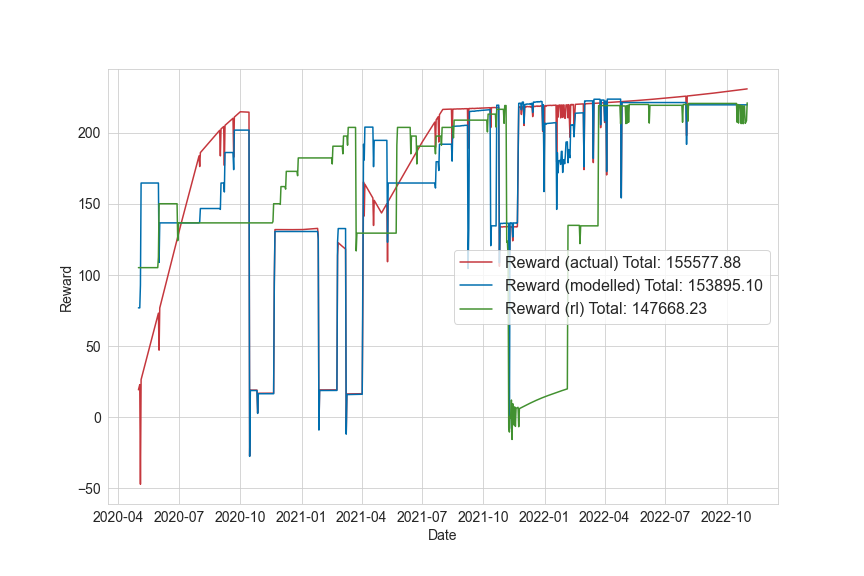 200
150
100
50
0
−50
Reward
Reward (actual) Total: 155577.88
Reward (modelled) Total: 153895.10
Reward (rl) Total: 147668.23
2020-04 2020-07 2020-10 2021-01 2021-04 2021-07 2021-10 2022-01 2022-04 2022-07 2022-10
Date